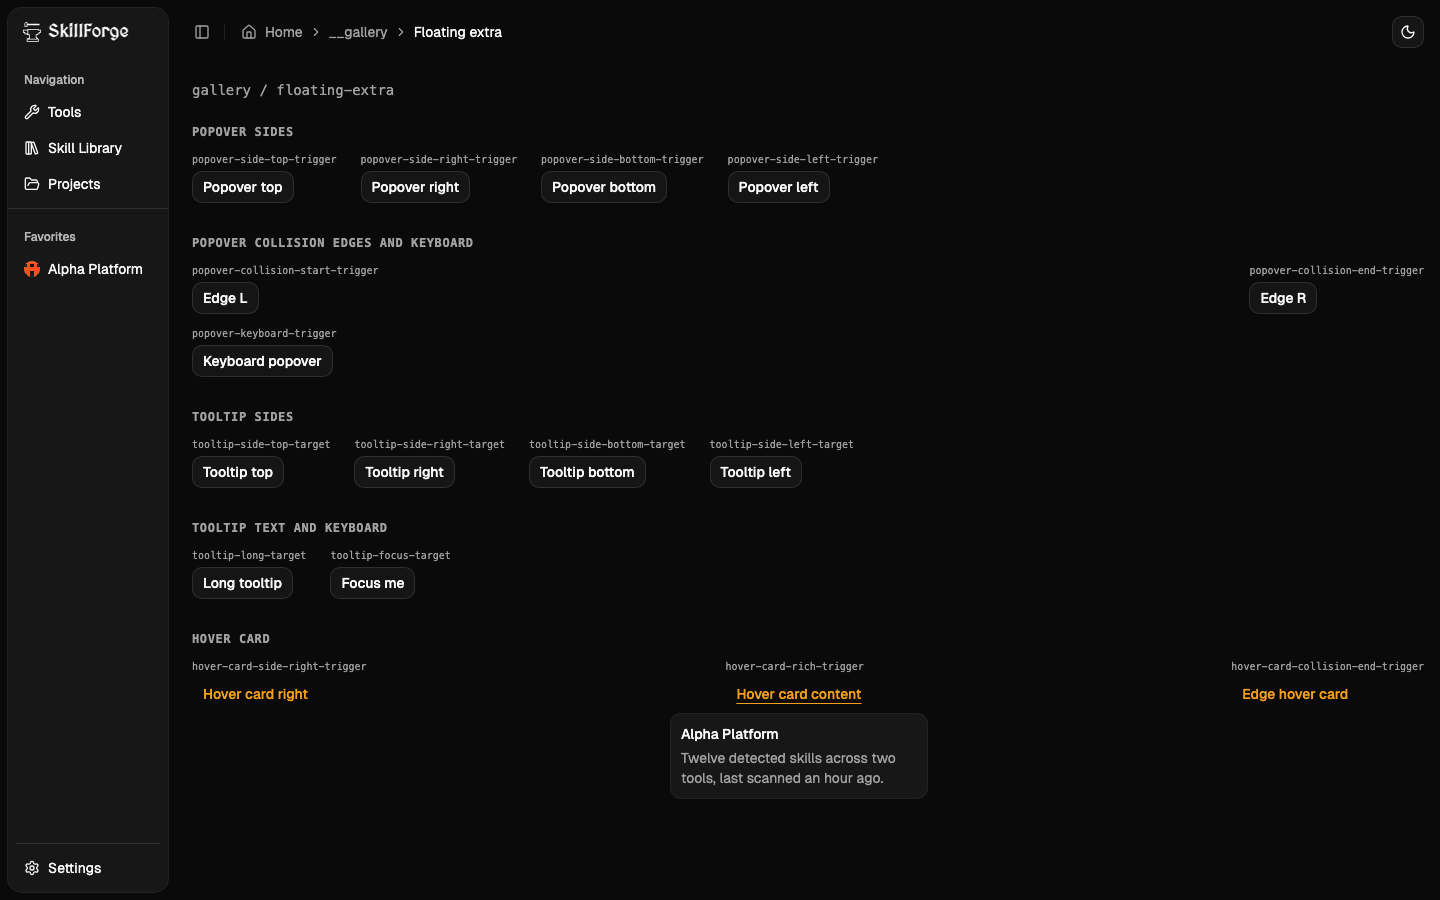 SkillForge
Home
__gallery
Floating extra
Navigation
Tools
Skill Library
Projects
Favorites
Alpha Platform
Settings
gallery / floating-extra
POPOVER SIDES
popover-side-top-trigger
popover-side-right-trigger
popover-side-bottom-trigger
popover-side-left-trigger
Popover top
Popover right
Popover bottom
Popover left
POPOVER COLLISION EDGES AND KEYBOARD
popover-collision-start-trigger
popover-collision-end-trigger
Edge L
Edge R
popover-keyboard-trigger
Keyboard popover
TOOLTIP SIDES
tooltip-side-top-target
tooltip-side-right-target
tooltip-side-bottom-target
tooltip-side-left-target
Tooltip top
Tooltip right
Tooltip bottom
Tooltip left
TOOLTIP TEXT AND KEYBOARD
tooltip-long-target
tooltip-focus-target
Long tooltip
Focus me
HOVER CARD
hover-card-side-right-trigger
hover-card-rich-trigger
hover-card-collision-end-trigger
Hover card right
Hover card content
Edge hover card
Alpha Platform
Twelve detected skills across two
tools, last scanned an hour ago.